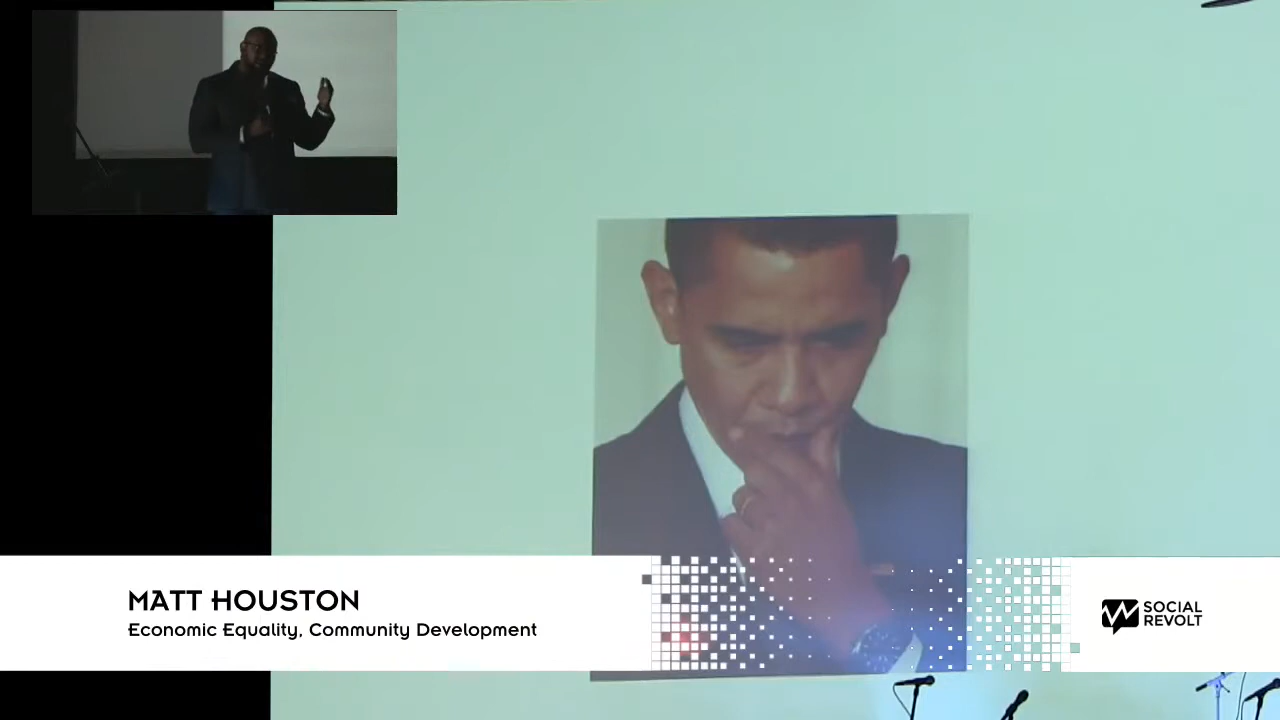 MATT HOUSTON
Economic Equality, Community Development
SOCIAL
REVOLT